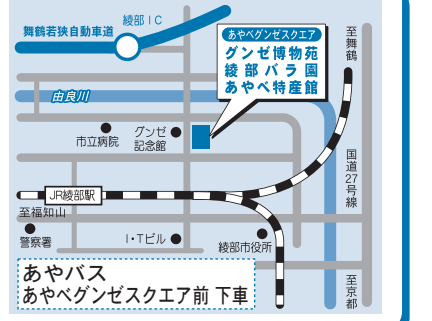 綾部IC
舞鶴若狭自動車道
あやべグンゼスクエア
グンゼ博物苑
綾部バラ園
あやべ特産館
至舞鶴
由良川
市立病院
グンゼ
記念館
国道27号線
JR綾部駅
至福知山
警察署
I・Tビル
綾部市役所
至京都
あやバス
あやべグンゼスクエア前 下車